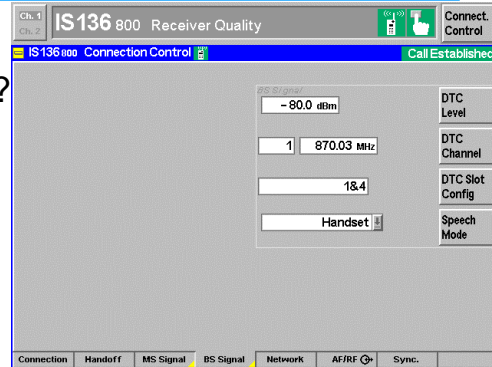 Ch. 1
Ch. 2
IS136 800 Receiver Quality
Connect. Control
IS136 800 Connection Control
Call Established
?
BS Signal
– 80.0 dBm
DTC Level
1 870.03 MHz
DTC Channel
1&4
DTC Slot Config
Handset
Speech Mode
Connection Handoff MS Signal BS Signal Network AF/RF Sync.